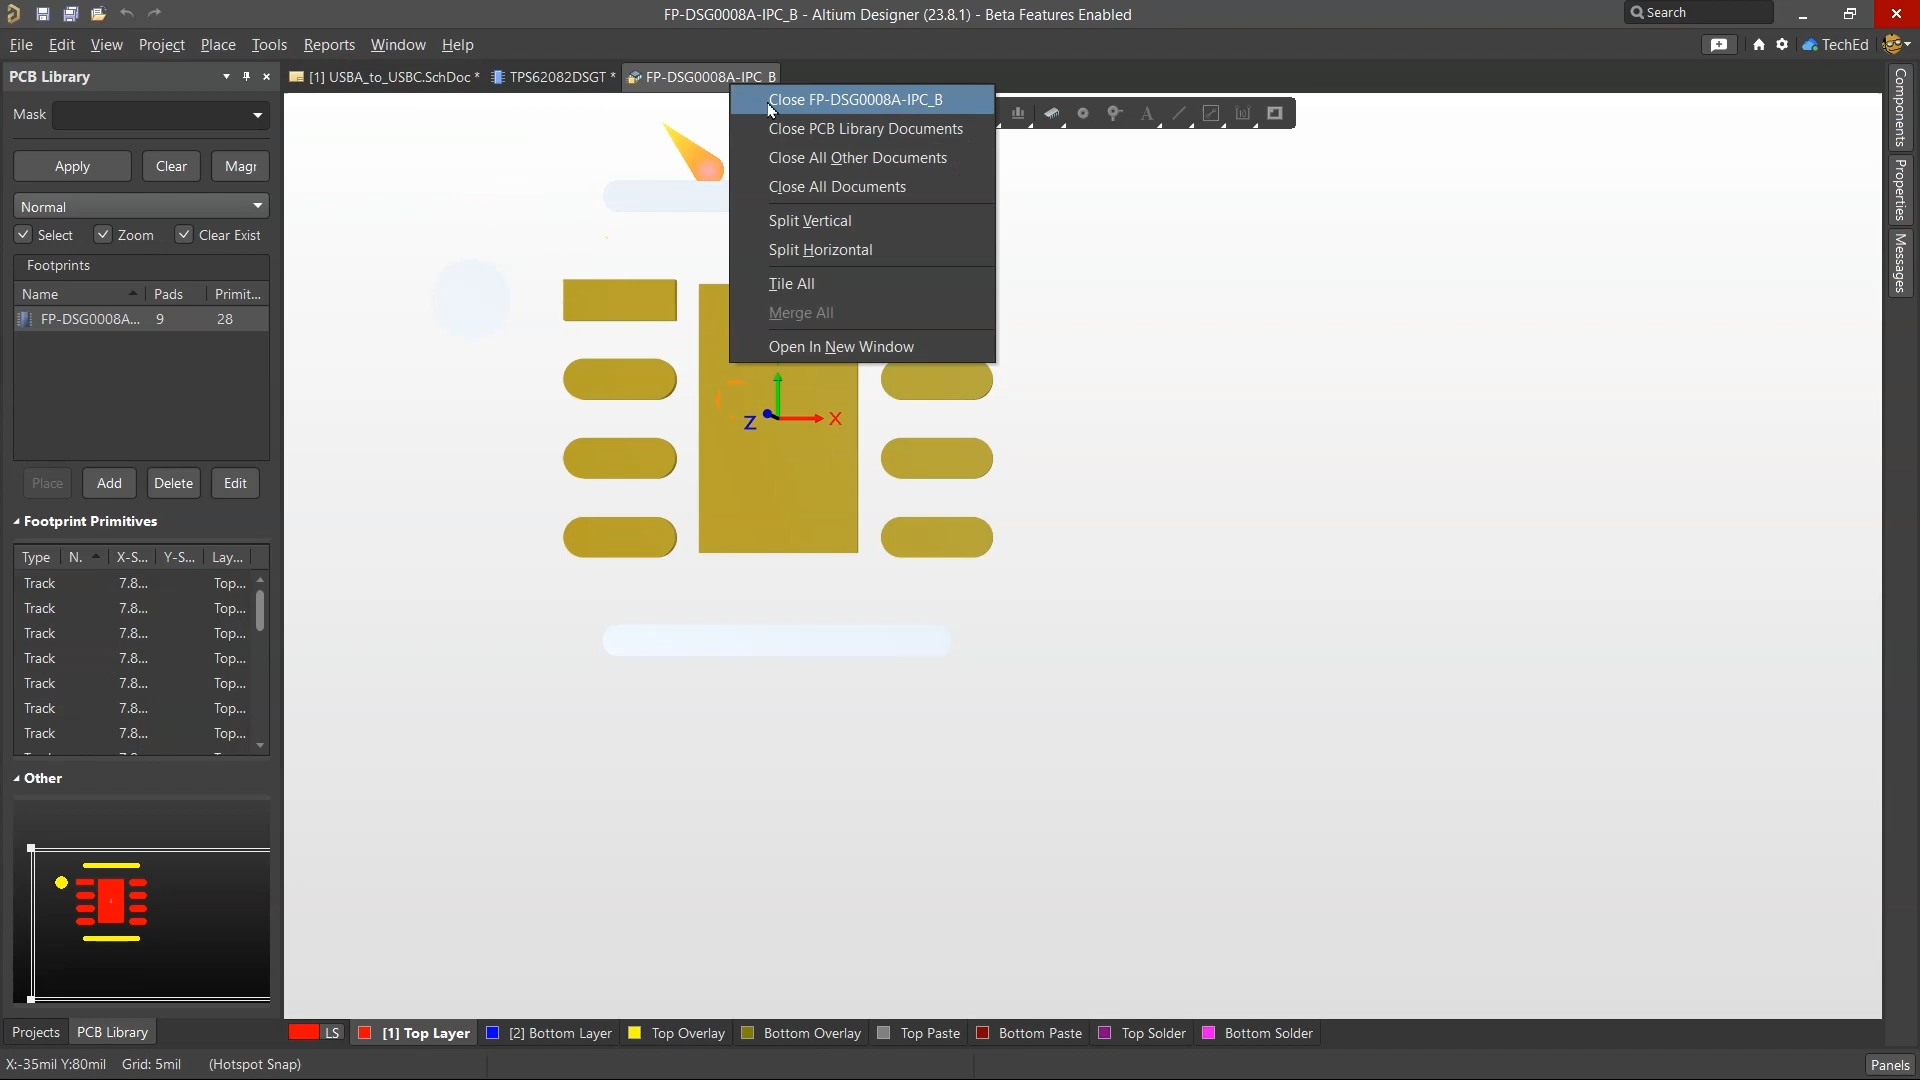 FP-DSG0008A-IPC_B - Altium Designer (23.8.1) - Beta Features Enabled
Search
File Edit View Project Place Tools Reports Window Help
TechEd
PCB Library
[1] USBA_to_USBC.SchDoc *
TPS62082DSGT *
FP-DSG0008A-IPC_B
Mask
Apply Clear Magr
Normal
Select Zoom Clear Exist
Footprints
Name Pads Primit...
FP-DSG0008A... 9 28
Place Add Delete Edit
Footprint Primitives
Type N. X-S... Y-S... Lay...
Track 7.8... Top...
Track 7.8... Top...
Track 7.8... Top...
Track 7.8... Top...
Track 7.8... Top...
Track 7.8... Top...
Track 7.8... Top...
Other
Close FP-DSG0008A-IPC_B
Close PCB Library Documents
Close All Other Documents
Close All Documents
Split Vertical
Split Horizontal
Tile All
Merge All
Open In New Window
Z X
Components
Properties
Messages
Projects PCB Library
LS [1] Top Layer [2] Bottom Layer Top Overlay Bottom Overlay Top Paste Bottom Paste Top Solder Bottom Solder
X:-35mil Y:80mil Grid: 5mil (Hotspot Snap)
Panels